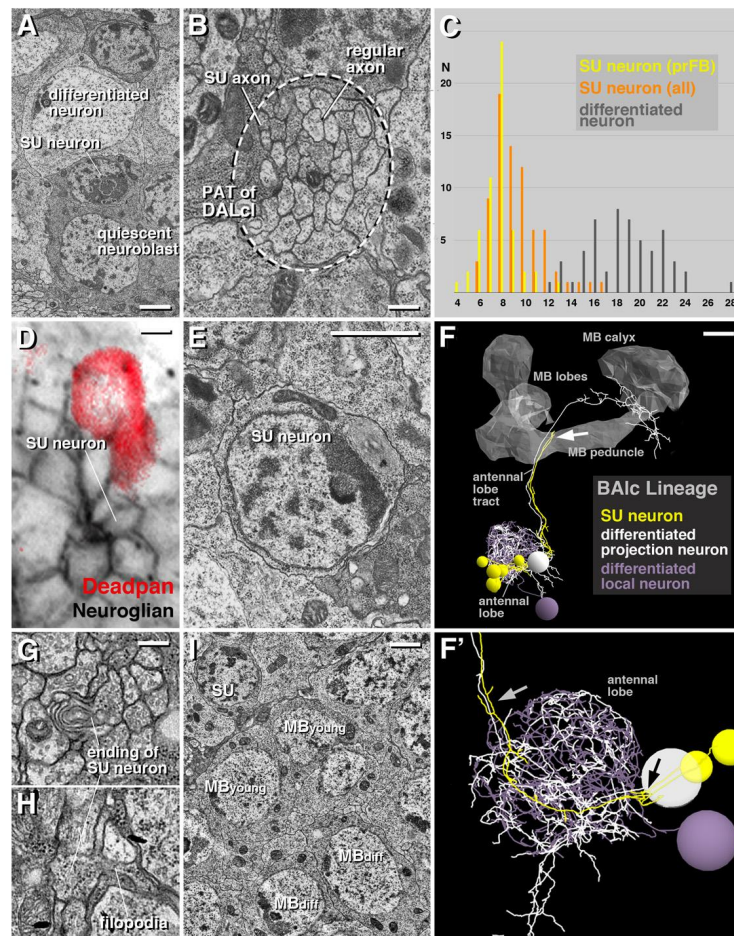 A
differentiated
neuron
SU neuron
quiescent
neuroblast
B
SU axon
regular
axon
PAT of
DALcl
C
N
20
15
10
5
SU neuron (prFB)
SU neuron (all)
differentiated
neuron
4 6 8 10 12 14 16 18 20 22 24 26 28
D
SU neuron
Deadpan
Neuroglian
E
SU neuron
F
MB calyx
MB lobes
MB peduncle
antennal
lobe
tract
antennal
lobe
BAlc Lineage
SU neuron
differentiated
projection neuron
differentiated
local neuron
G
ending of
SU neuron
H
filopodia
I
SU
MByoung
MByoung
MBdiff
MBdiff
F'
antennal
lobe